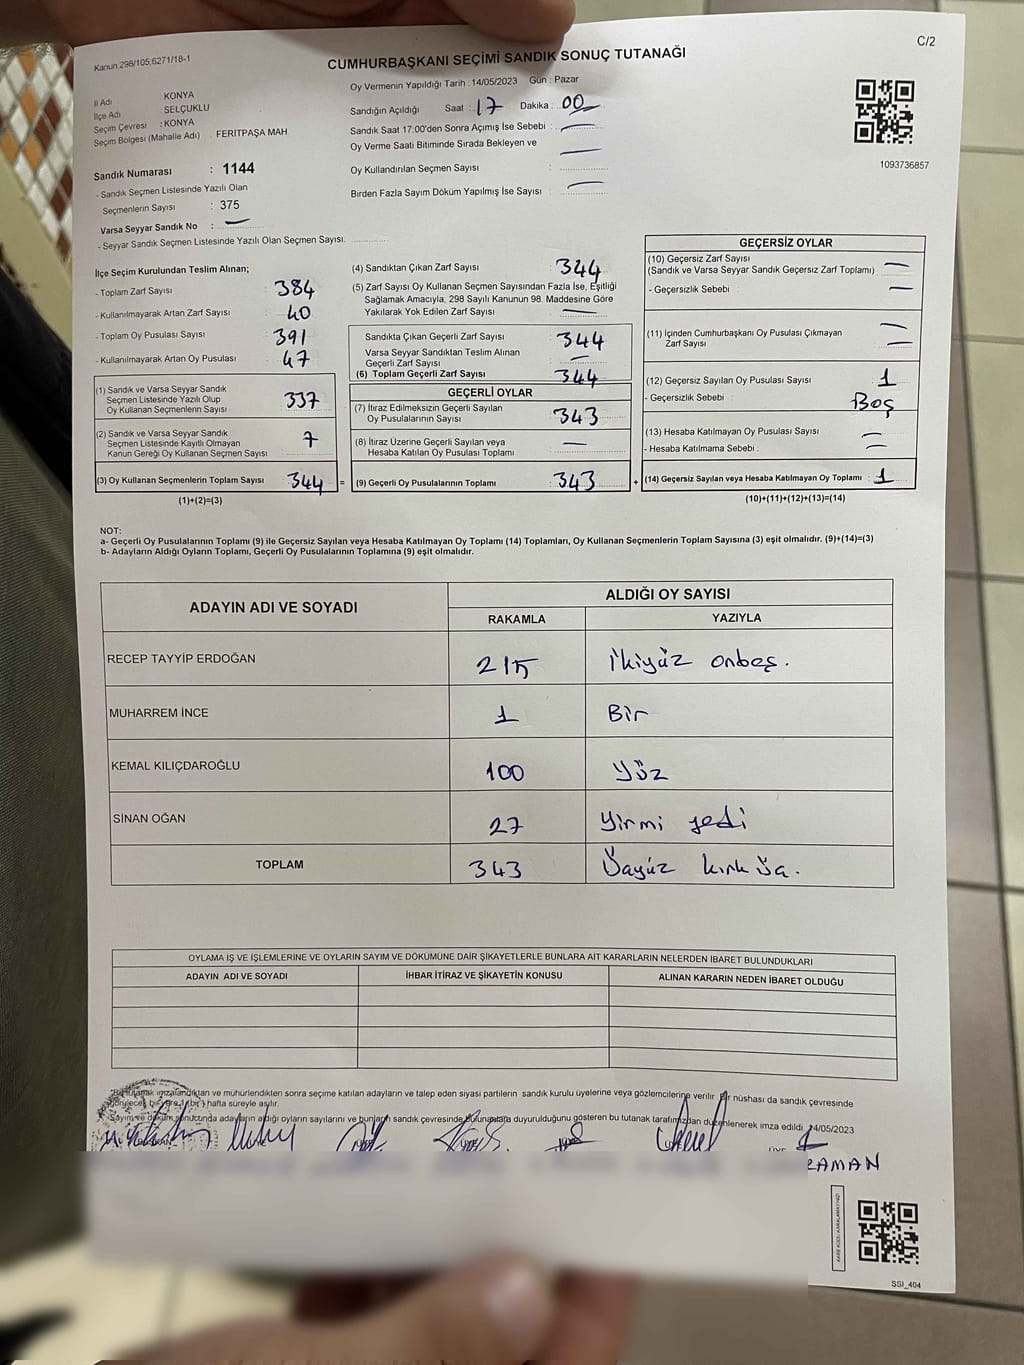 C/2
Kanun 298/105;6271/18-1
CUMHURBAŞKANI SEÇİMİ SANDIK SONUÇ TUTANAĞI
İl Adı KONYA
İlçe Adı SELÇUKLU
Seçim Çevresi : KONYA
Seçim Bölgesi (Mahalle Adı) : FERİTPAŞA MAH
Sandık Numarası : 1144
- Sandık Seçmen Listesinde Yazılı Olan
Seçmenlerin Sayısı : 375
Varsa Seyyar Sandık No : —
- Seyyar Sandık Seçmen Listesinde Yazılı Olan Seçmen Sayısı.
Oy Vermenin Yapıldığı Tarih : 14/05/2023 Gün : Pazar
Sandığın Açıldığı Saat : 17 Dakika : 00
Sandık Saat 17:00'den Sonra Açımış İse Sebebi : —
Oy Verme Saati Bitiminde Sırada Bekleyen ve —
Oy Kullandırılan Seçmen Sayısı :
Birden Fazla Sayım Döküm Yapılmış İse Sayısı : —
1093736857
İlçe Seçim Kurulundan Teslim Alınan;
- Toplam Zarf Sayısı : 384
- Kullanılmayarak Artan Zarf Sayısı : 40
- Toplam Oy Pusulası Sayısı : 391
- Kullanılmayarak Artan Oy Pusulası : 47
(1) Sandık ve Varsa Seyyar Sandık
Seçmen Listesinde Yazılı Olup
Oy Kullanan Seçmenlerin Sayısı : 337
(2) Sandık ve Varsa Seyyar Sandık
Seçmen Listesinde Kayıtlı Olmayan
Kanun Gereği Oy Kullanan Seçmen Sayısı : 7
(3) Oy Kullanan Seçmenlerin Toplam Sayısı : 344 =
(1)+(2)=(3)
(4) Sandıktan Çıkan Zarf Sayısı : 344
(5) Zarf Sayısı Oy Kullanan Seçmen Sayısından Fazla İse, Eşitliği
Sağlamak Amacıyla, 298 Sayılı Kanunun 98. Maddesine Göre
Yakılarak Yok Edilen Zarf Sayısı : —
Sandıkta Çıkan Geçerli Zarf Sayısı : 344
Varsa Seyyar Sandıktan Teslim Alınan
Geçerli Zarf Sayısı : —
(6) Toplam Geçerli Zarf Sayısı : 344
GEÇERLİ OYLAR
(7) İtiraz Edilmeksizin Geçerli Sayılan
Oy Pusulalarının Sayısı : 343
(8) İtiraz Üzerine Geçerli Sayılan veya
Hesaba Katılan Oy Pusulası Toplamı : —
(9) Geçerli Oy Pusulalarının Toplamı : 343 +
GEÇERSİZ OYLAR
(10) Geçersiz Zarf Sayısı
(Sandık ve Varsa Seyyar Sandık Geçersiz Zarf Toplamı) : —
- Geçersizlik Sebebi : —
(11) İçinden Cumhurbaşkanı Oy Pusulası Çıkmayan : —
Zarf Sayısı —
(12) Geçersiz Sayılan Oy Pusulası Sayısı : 1
- Geçersizlik Sebebi : Boş
(13) Hesaba Katılmayan Oy Pusulası Sayısı : —
- Hesaba Katılmama Sebebi : —
(14) Geçersiz Sayılan veya Hesaba Katılmayan Oy Toplamı : 1
(10)+(11)+(12)+(13)=(14)
NOT:
a- Geçerli Oy Pusulalarının Toplamı (9) ile Geçersiz Sayılan veya Hesaba Katılmayan Oy Toplamı (14) Toplamları, Oy Kullanan Seçmenlerin Toplam Sayısına (3) eşit olmalıdır. (9)+(14)=(3)
b- Adayların Aldığı Oyların Toplamı, Geçerli Oy Pusulalarının Toplamına (9) eşit olmalıdır.
ADAYIN ADI VE SOYADI ALDIĞI OY SAYISI
RAKAMLA YAZIYLA
RECEP TAYYİP ERDOĞAN 215 İkiyüz onbeş.
MUHARREM İNCE 1 Bir
KEMAL KILIÇDAROĞLU 100 Yüz
SİNAN OĞAN 27 Yirmi yedi
TOPLAM 343 Üçyüz kırk üç.
OYLAMA İŞ VE İŞLEMLERİNE VE OYLARIN SAYIM VE DÖKÜMÜNE DAİR ŞİKAYETLERLE BUNLARA AİT KARARLARIN NELERDEN İBARET BULUNDUKLARI
ADAYIN ADI VE SOYADI İHBAR İTİRAZ VE ŞİKAYETİN KONUSU ALINAN KARARIN NEDEN İBARET OLDUĞU
tutanak imzalandıktan ve mühürlendikten sonra seçime katılan adayların ve talep eden siyasi partilerin sandık kurulu üyelerine veya gözlemcilerine verilir. Bir nüshası da sandık çevresinde
hafta süreyle asılır.
sonucunda adayların aldığı oyların sayılarını ve bunların sandık çevresinde duyurulduğunu gösteren bu tutanak tarafımızdan düzenlenerek imza edildi. 14/05/2023
RAMAN
SSI_404